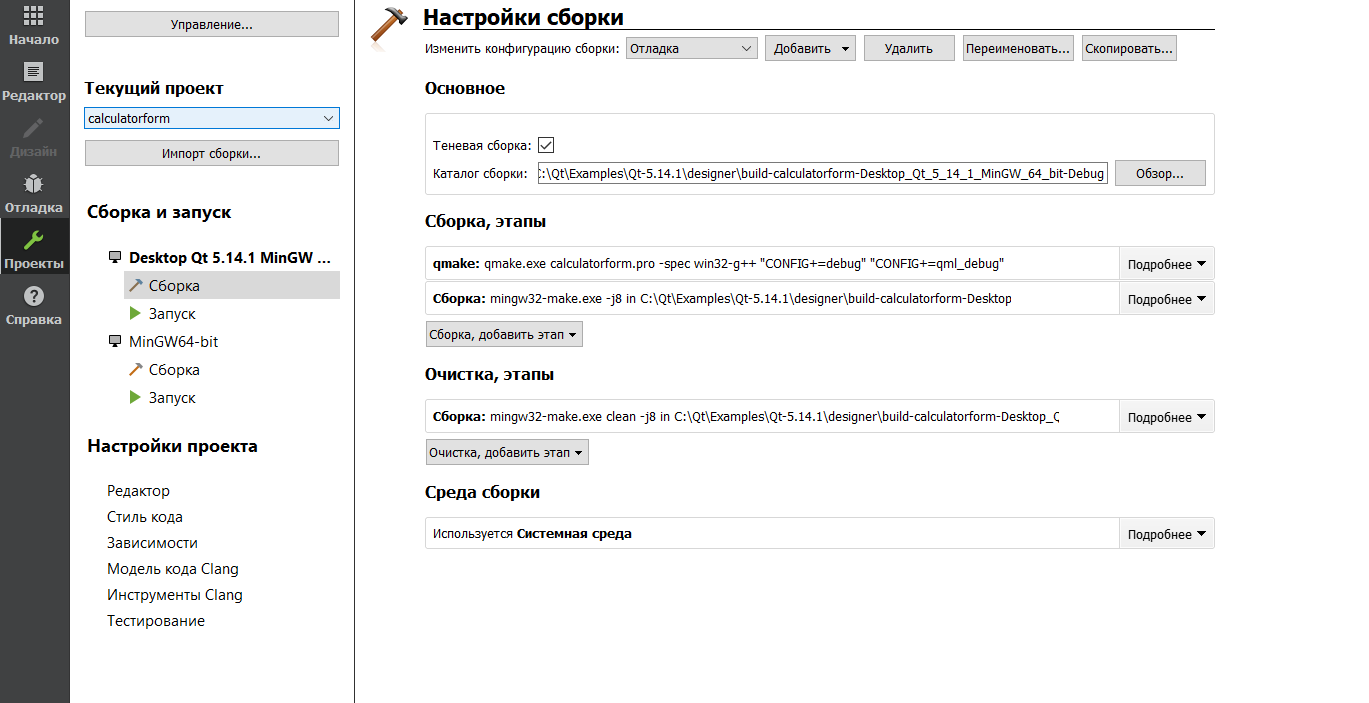 Начало
Редактор
Дизайн
Отладка
Проекты
Справка
Управление...
Текущий проект
calculatorform
Импорт сборки...
Сборка и запуск
Desktop Qt 5.14.1 MinGW ...
Сборка
Запуск
MinGW64-bit
Сборка
Запуск
Настройки проекта
Редактор
Стиль кода
Зависимости
Модель кода Clang
Инструменты Clang
Тестирование
Настройки сборки
Изменить конфигурацию сборки: Отладка Добавить Удалить Переименовать... Скопировать...
Основное
Теневая сборка:
Каталог сборки: C:\Qt\Examples\Qt-5.14.1\designer\build-calculatorform-Desktop_Qt_5_14_1_MinGW_64_bit-Debug Обзор...
Сборка, этапы
qmake: qmake.exe calculatorform.pro -spec win32-g++ "CONFIG+=debug" "CONFIG+=qml_debug" Подробнее
Сборка: mingw32-make.exe -j8 in C:\Qt\Examples\Qt-5.14.1\designer\build-calculatorform-Desktop Подробнее
Сборка, добавить этап
Очистка, этапы
Сборка: mingw32-make.exe clean -j8 in C:\Qt\Examples\Qt-5.14.1\designer\build-calculatorform-Desktop_Q Подробнее
Очистка, добавить этап
Среда сборки
Используется Системная среда Подробнее